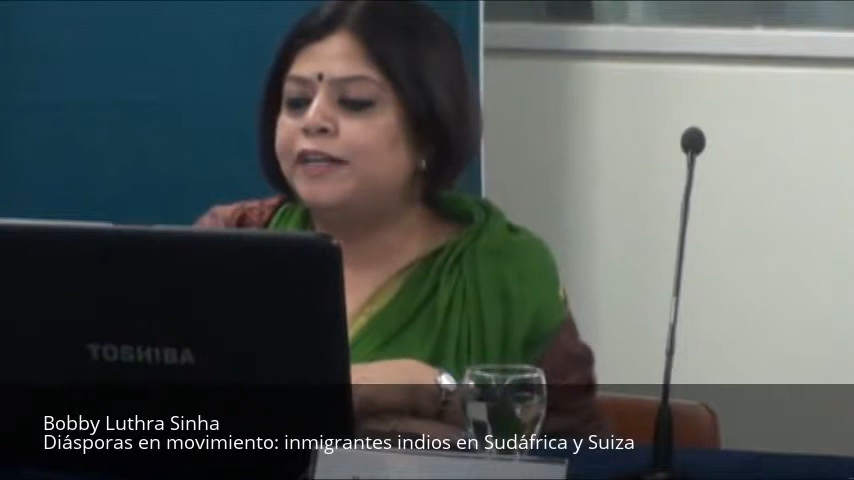 TOSHIBA
Bobby Luthra Sinha
Diásporas en movimiento: inmigrantes indios en Sudáfrica y Suiza